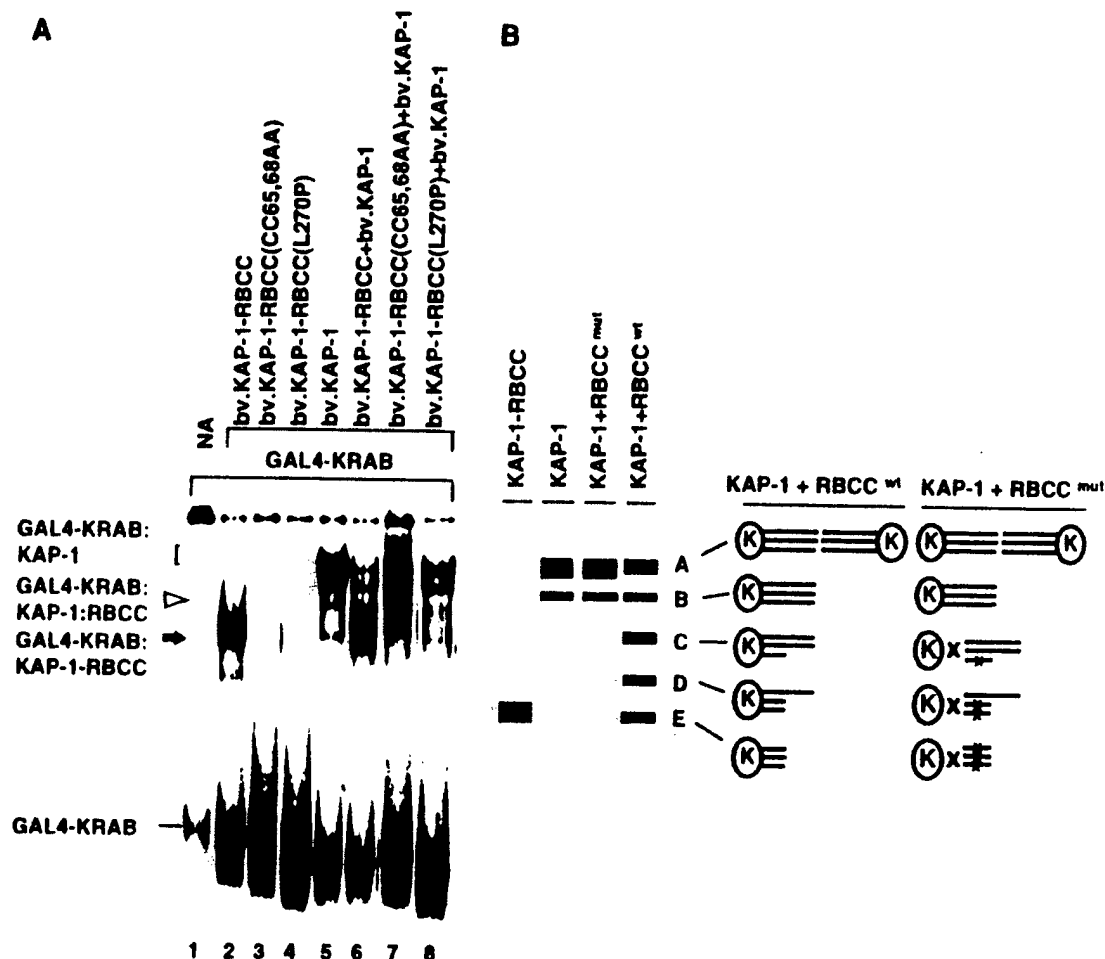 A
B
NA
bv.KAP-1-RBCC
bv.KAP-1-RBCC(CC65,68AA)
bv.KAP-1-RBCC(L270P)
bv.KAP-1
bv.KAP-1-RBCC+bv.KAP-1
bv.KAP-1-RBCC(CC65,68AA)+bv.KAP-1
bv.KAP-1-RBCC(L270P)+bv.KAP-1
GAL4-KRAB
GAL4-KRAB:
KAP-1
GAL4-KRAB:
KAP-1:RBCC
GAL4-KRAB:
KAP-1-RBCC
GAL4-KRAB
1 2 3 4 5 6 7 8
KAP-1-RBCC
KAP-1
KAP-1+RBCC mut
KAP-1+RBCC wt
KAP-1 + RBCC wt
KAP-1 + RBCC mut
A K K K K
B K K
C K K X X
D K K X X
E K K X X